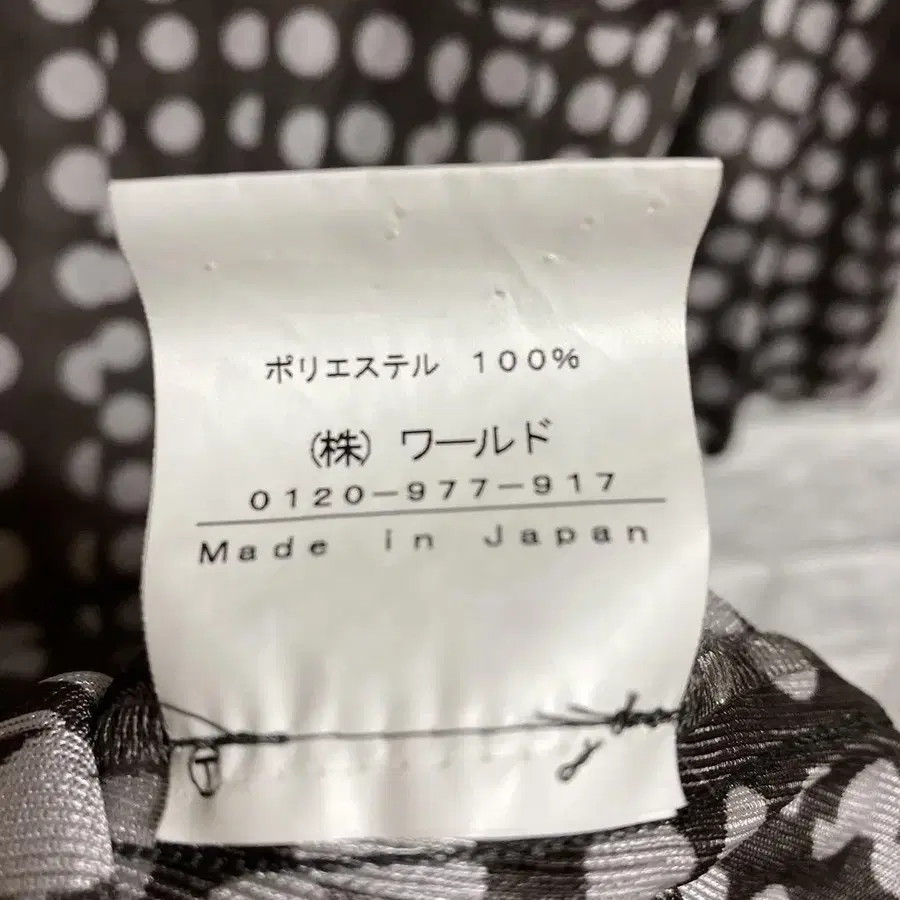 ポリエステル 100%
(株) ワールド
0120-977-917
Made in Japan
T